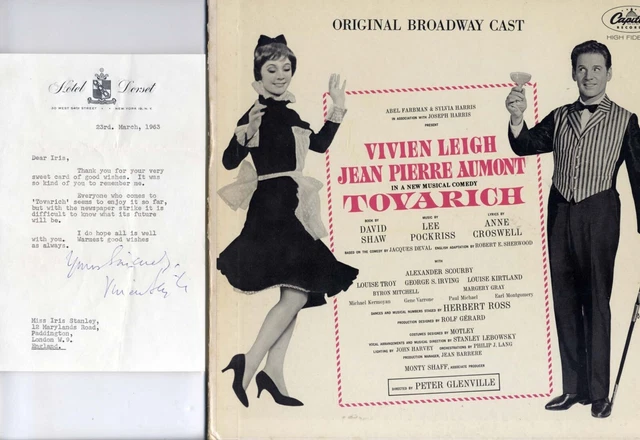 Hotel Dorset
30 WEST 54TH STREET · NEW YORK 19, N.Y.
23rd. March, 1963
Dear Iris,
Thank you for your very
sweet card of good wishes. It was
so kind of you to remember me.
Everyone who comes to
'Tovarich' seems to enjoy it so far,
but with the newspaper strike it is
difficult to know what its future
will be.
I do hope all is well
with you. Warmest good wishes
as always.
Yours Sincerely
Vivien Leigh
Miss Iris Stanley,
12 Marylands Road,
Paddington,
London W.9.
England.
ORIGINAL BROADWAY CAST
Capitol
RECORDS
HIGH FIDE
ABEL FARBMAN & SYLVIA HARRIS
IN ASSOCIATION WITH JOSEPH HARRIS
PRESENT
VIVIEN LEIGH
JEAN PIERRE AUMONT
IN A NEW MUSICAL COMEDY
TOVARICH
BOOK BY DAVID SHAW
MUSIC BY LEE POCKRISS
LYRICS BY ANNE CROSWELL
BASED ON THE COMEDY BY JACQUES DEVAL ENGLISH ADAPTATION BY ROBERT E. SHERWOOD
WITH
ALEXANDER SCOURBY
LOUISE TROY GEORGE S. IRVING LOUISE KIRTLAND
BYRON MITCHELL MARGERY GRAY
Michael Kermoyan Gene Varrone Paul Michael Earl Montgomery
DANCES AND MUSICAL NUMBERS STAGED BY HERBERT ROSS
PRODUCTION DESIGNED BY ROLF GÉRARD
COSTUMES DESIGNED BY MOTLEY
VOCAL ARRANGEMENTS AND MUSICAL DIRECTION BY STANLEY LEBOWSKY
LIGHTING BY JOHN HARVEY ORCHESTRATIONS BY PHILIP J. LANG
PRODUCTION MANAGER, JEAN BARRERE
MONTY SHAFF, ASSOCIATE PRODUCER
DIRECTED BY PETER GLENVILLE